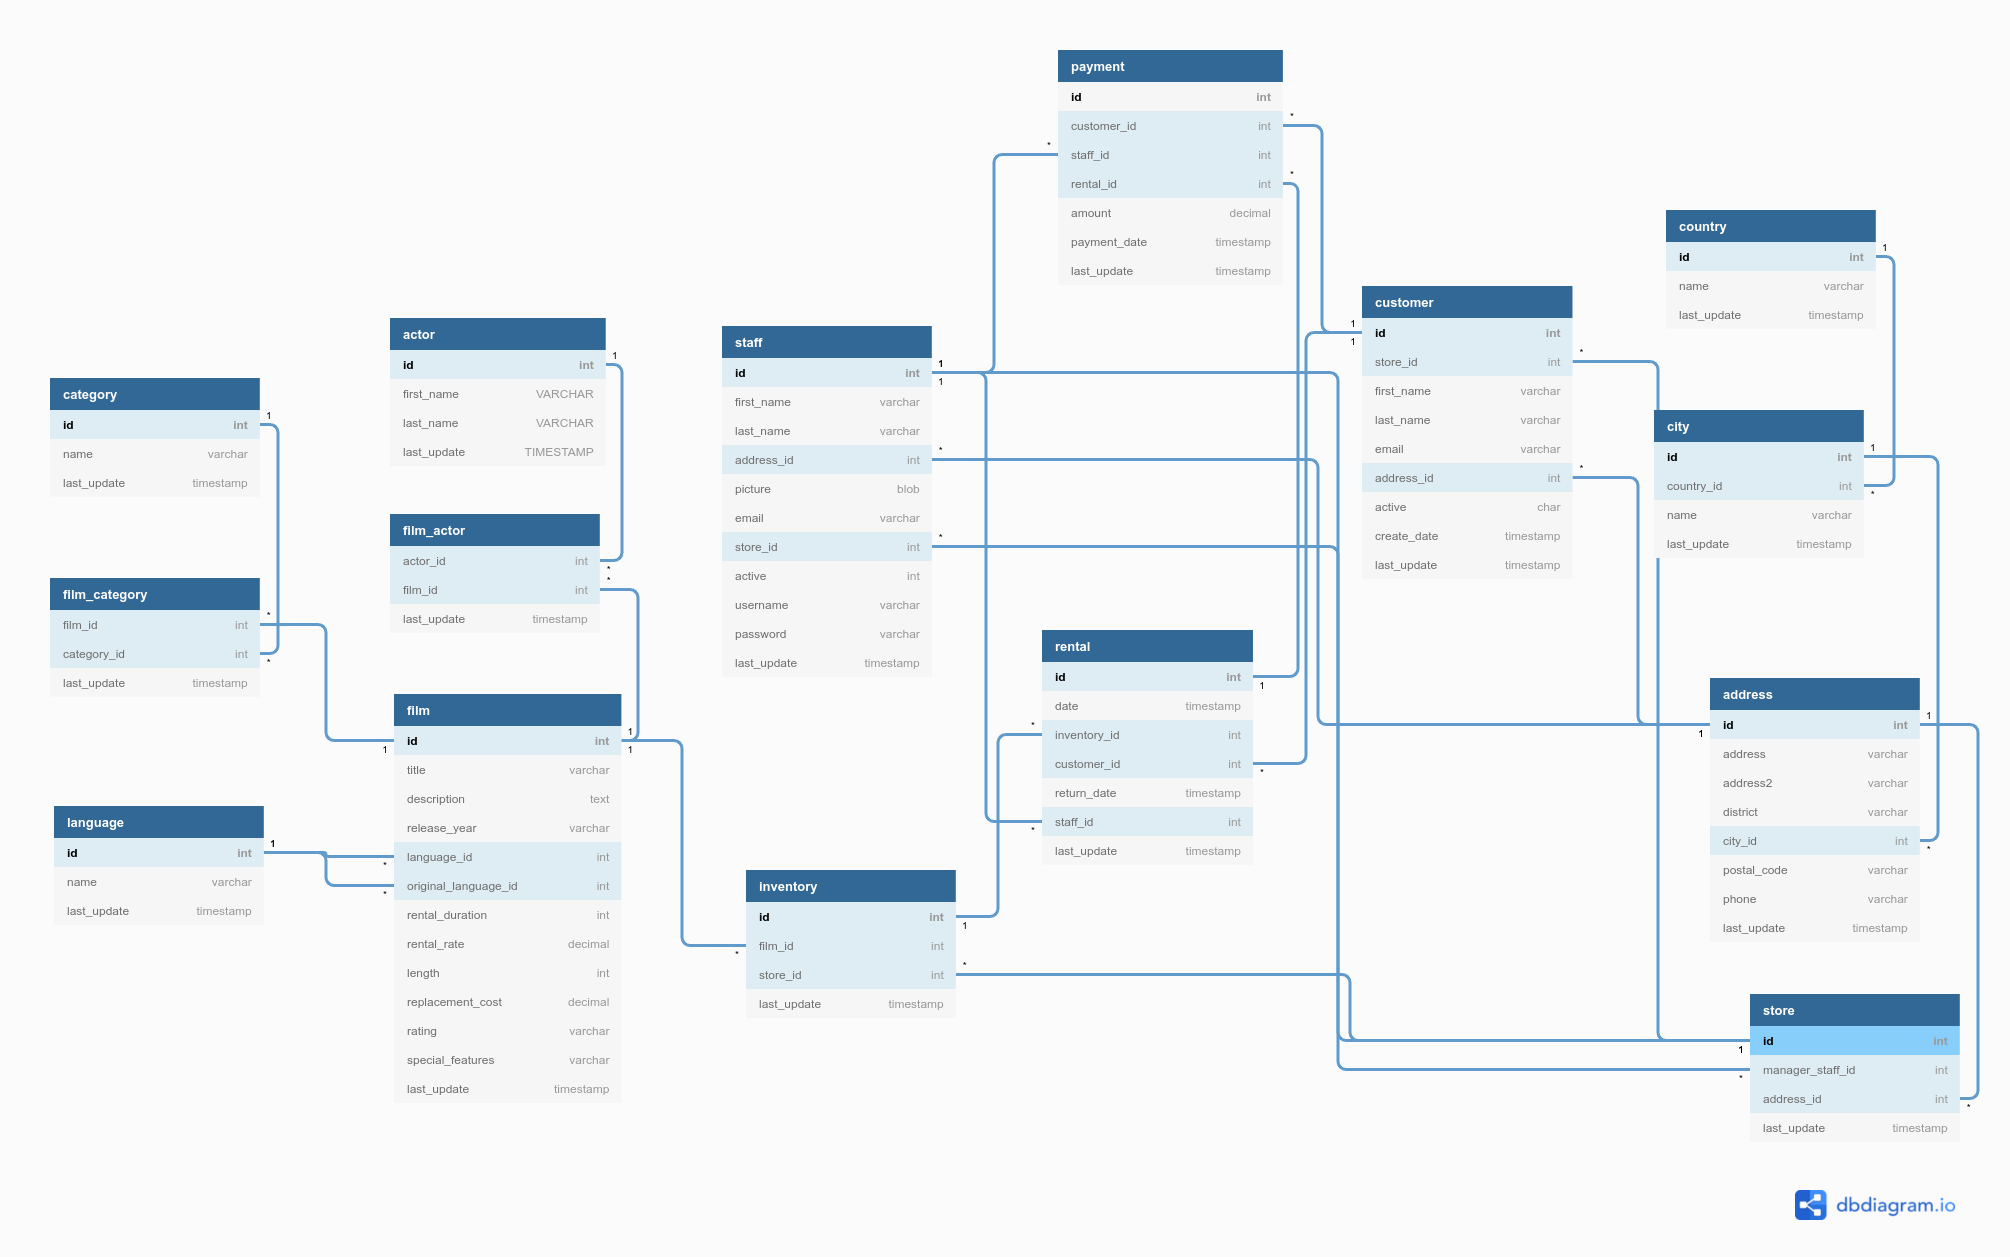 payment
id int
customer_id int
staff_id int
rental_id int
amount decimal
payment_date timestamp
last_update timestamp
country
id int
name varchar
last_update timestamp
customer
id int
store_id int
first_name varchar
last_name varchar
email varchar
address_id int
active char
create_date timestamp
last_update timestamp
actor
id int
first_name VARCHAR
last_name VARCHAR
last_update TIMESTAMP
staff
id int
first_name varchar
last_name varchar
address_id int
picture blob
email varchar
store_id int
active int
username varchar
password varchar
last_update timestamp
category
id int
name varchar
last_update timestamp
city
id int
country_id int
name varchar
last_update timestamp
film_actor
actor_id int
film_id int
last_update timestamp
film_category
film_id int
category_id int
last_update timestamp
rental
id int
date timestamp
inventory_id int
customer_id int
return_date timestamp
staff_id int
last_update timestamp
address
id int
address varchar
address2 varchar
district varchar
city_id int
postal_code varchar
phone varchar
last_update timestamp
film
id int
title varchar
description text
release_year varchar
language_id int
original_language_id int
rental_duration int
rental_rate decimal
length int
replacement_cost decimal
rating varchar
special_features varchar
last_update timestamp
language
id int
name varchar
last_update timestamp
inventory
id int
film_id int
store_id int
last_update timestamp
store
id int
manager_staff_id int
address_id int
last_update timestamp
dbdiagram.io